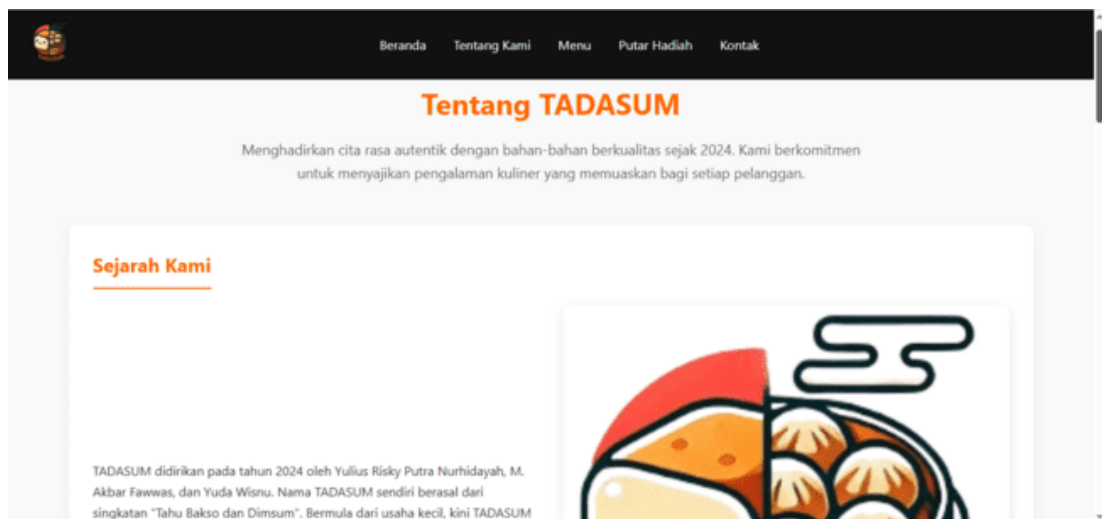 Beranda Tentang Kami Menu Putar Hadiah Kontak
Tentang TADASUM
Menghadirkan cita rasa autentik dengan bahan-bahan berkualitas sejak 2024. Kami berkomitmen
untuk menyajikan pengalaman kuliner yang memuaskan bagi setiap pelanggan.
Sejarah Kami
TADASUM didirikan pada tahun 2024 oleh Yulius Risky Putra Nurhidayah, M.
Akbar Fawwas, dan Yuda Wisnu. Nama TADASUM sendiri berasal dari
singkatan "Tahu Bakso dan Dimsum". Bermula dari usaha kecil, kini TADASUM